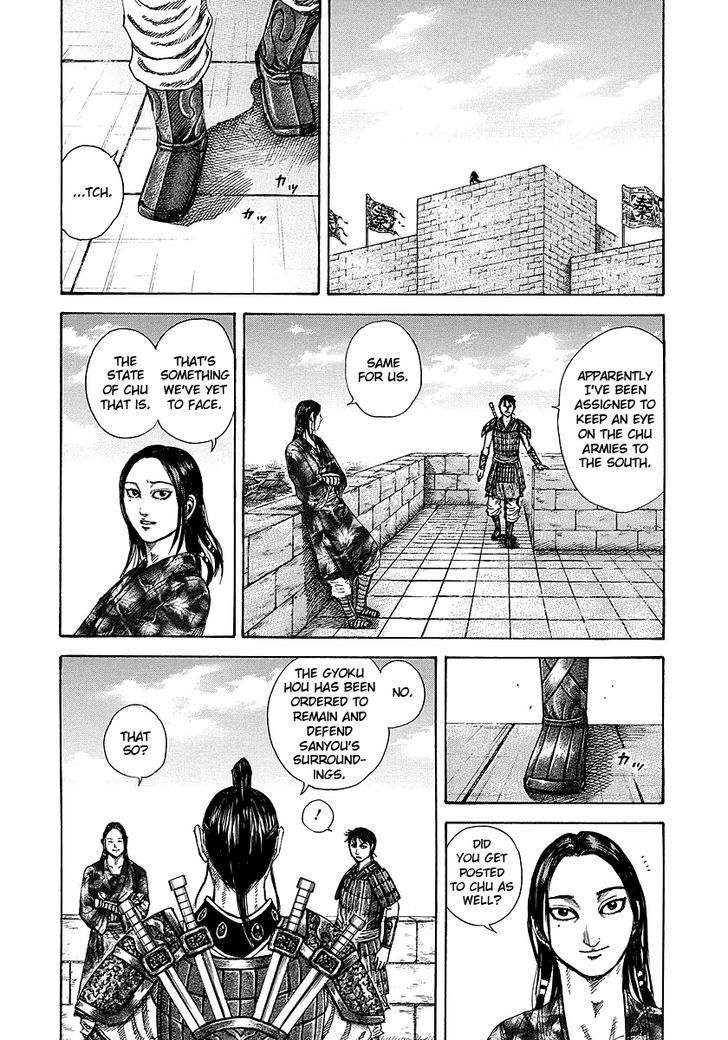 秦
秦
カッ
カッ
...TCH.
APPARENTLY
I'VE BEEN
ASSIGNED TO
KEEP AN EYE
ON THE CHU
ARMIES TO
THE SOUTH.
SAME
FOR US.
THAT'S
SOMETHING
WE'VE YET
TO FACE.
THE
STATE
OF CHU
THAT IS.
カッ
DID
YOU GET
POSTED
TO CHU AS
WELL?
NO.
THE GYOKU
HOU HAS BEEN
ORDERED TO
REMAIN AND
DEFEND
SANYOU'S
SURROUND-
INGS.
!
THAT
SO?